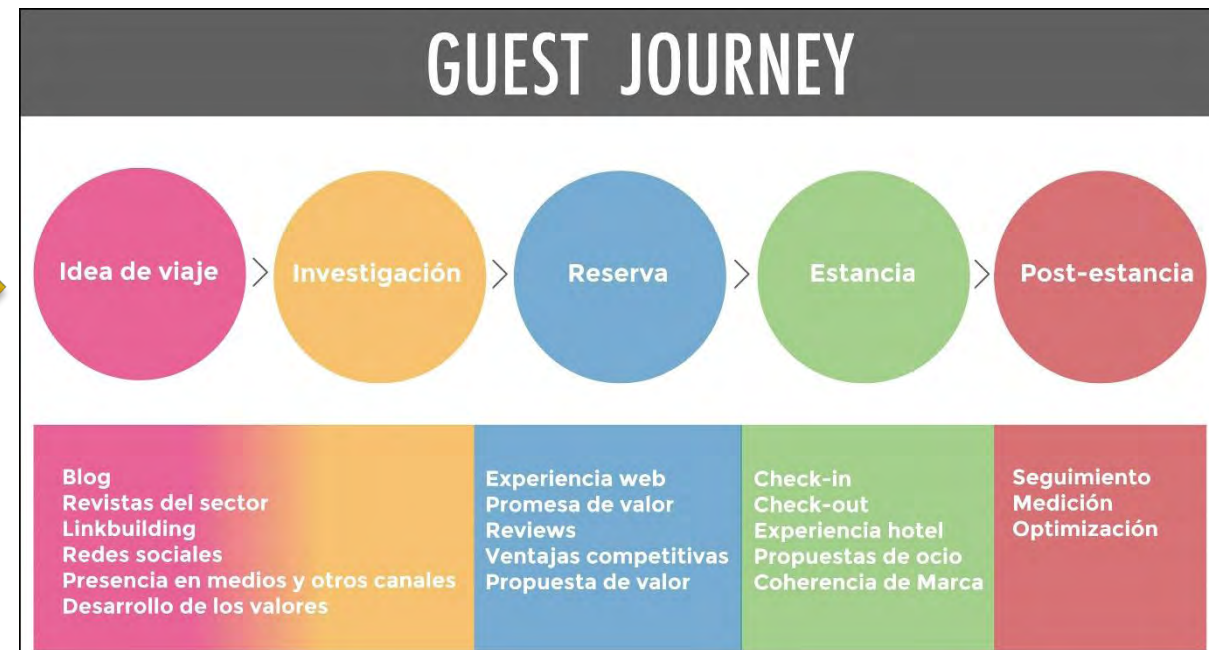 GUEST JOURNEY
Idea de viaje
Investigación
Reserva
Estancia
Post-estancia
Blog
Revistas del sector
Linkbuilding
Redes sociales
Presencia en medios y otros canales
Desarrollo de los valores
Experiencia web
Promesa de valor
Reviews
Ventajas competitivas
Propuesta de valor
Check-in
Check-out
Experiencia hotel
Propuestas de ocio
Coherencia de Marca
Seguimiento
Medición
Optimización